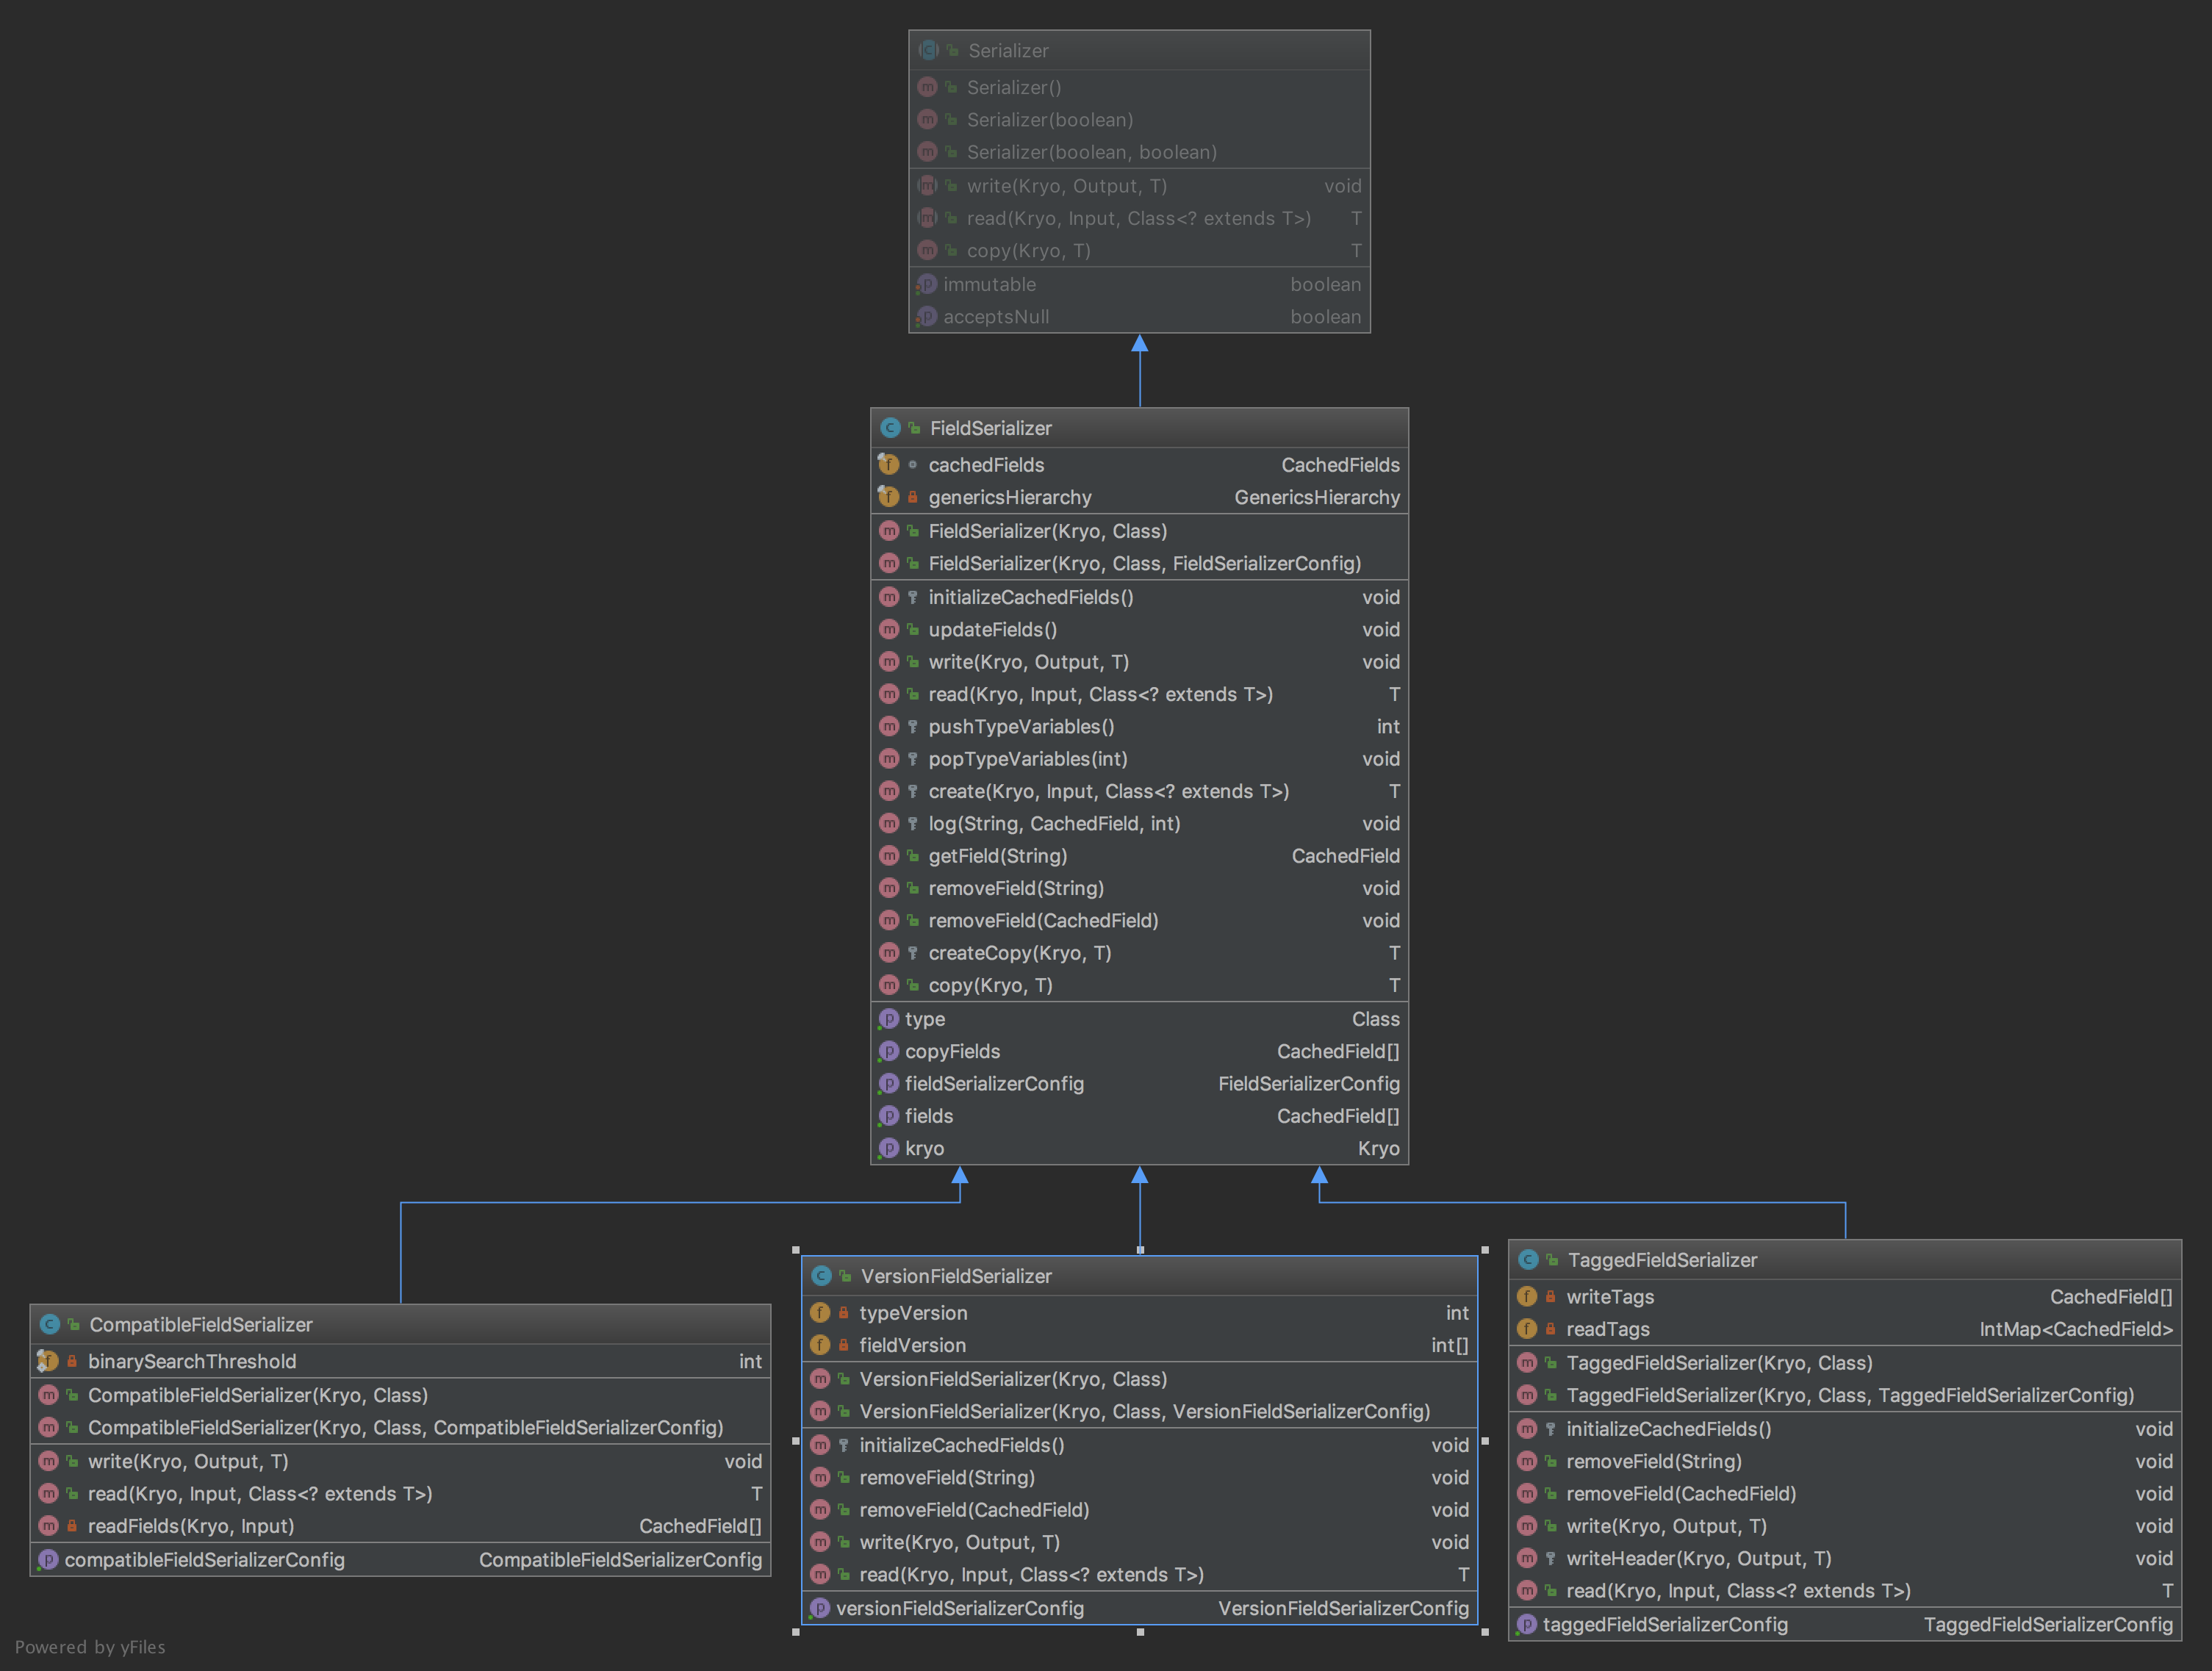 Serializer
Serializer()
Serializer(boolean)
Serializer(boolean, boolean)
write(Kryo, Output, T) void
read(Kryo, Input, Class<? extends T>) T
copy(Kryo, T) T
immutable boolean
acceptsNull boolean
FieldSerializer
cachedFields CachedFields
genericsHierarchy GenericsHierarchy
FieldSerializer(Kryo, Class)
FieldSerializer(Kryo, Class, FieldSerializerConfig)
initializeCachedFields() void
updateFields() void
write(Kryo, Output, T) void
read(Kryo, Input, Class<? extends T>) T
pushTypeVariables() int
popTypeVariables(int) void
create(Kryo, Input, Class<? extends T>) T
log(String, CachedField, int) void
getField(String) CachedField
removeField(String) void
removeField(CachedField) void
createCopy(Kryo, T) T
copy(Kryo, T) T
type Class
copyFields CachedField[]
fieldSerializerConfig FieldSerializerConfig
fields CachedField[]
kryo Kryo
CompatibleFieldSerializer
binarySearchThreshold int
CompatibleFieldSerializer(Kryo, Class)
CompatibleFieldSerializer(Kryo, Class, CompatibleFieldSerializerConfig)
write(Kryo, Output, T) void
read(Kryo, Input, Class<? extends T>) T
readFields(Kryo, Input) CachedField[]
compatibleFieldSerializerConfig CompatibleFieldSerializerConfig
VersionFieldSerializer
typeVersion int
fieldVersion int[]
VersionFieldSerializer(Kryo, Class)
VersionFieldSerializer(Kryo, Class, VersionFieldSerializerConfig)
initializeCachedFields() void
removeField(String) void
removeField(CachedField) void
write(Kryo, Output, T) void
read(Kryo, Input, Class<? extends T>) T
versionFieldSerializerConfig VersionFieldSerializerConfig
TaggedFieldSerializer
writeTags CachedField[]
readTags IntMap<CachedField>
TaggedFieldSerializer(Kryo, Class)
TaggedFieldSerializer(Kryo, Class, TaggedFieldSerializerConfig)
initializeCachedFields() void
removeField(String) void
removeField(CachedField) void
write(Kryo, Output, T) void
writeHeader(Kryo, Output, T) void
read(Kryo, Input, Class<? extends T>) T
taggedFieldSerializerConfig TaggedFieldSerializerConfig
Powered by yFiles